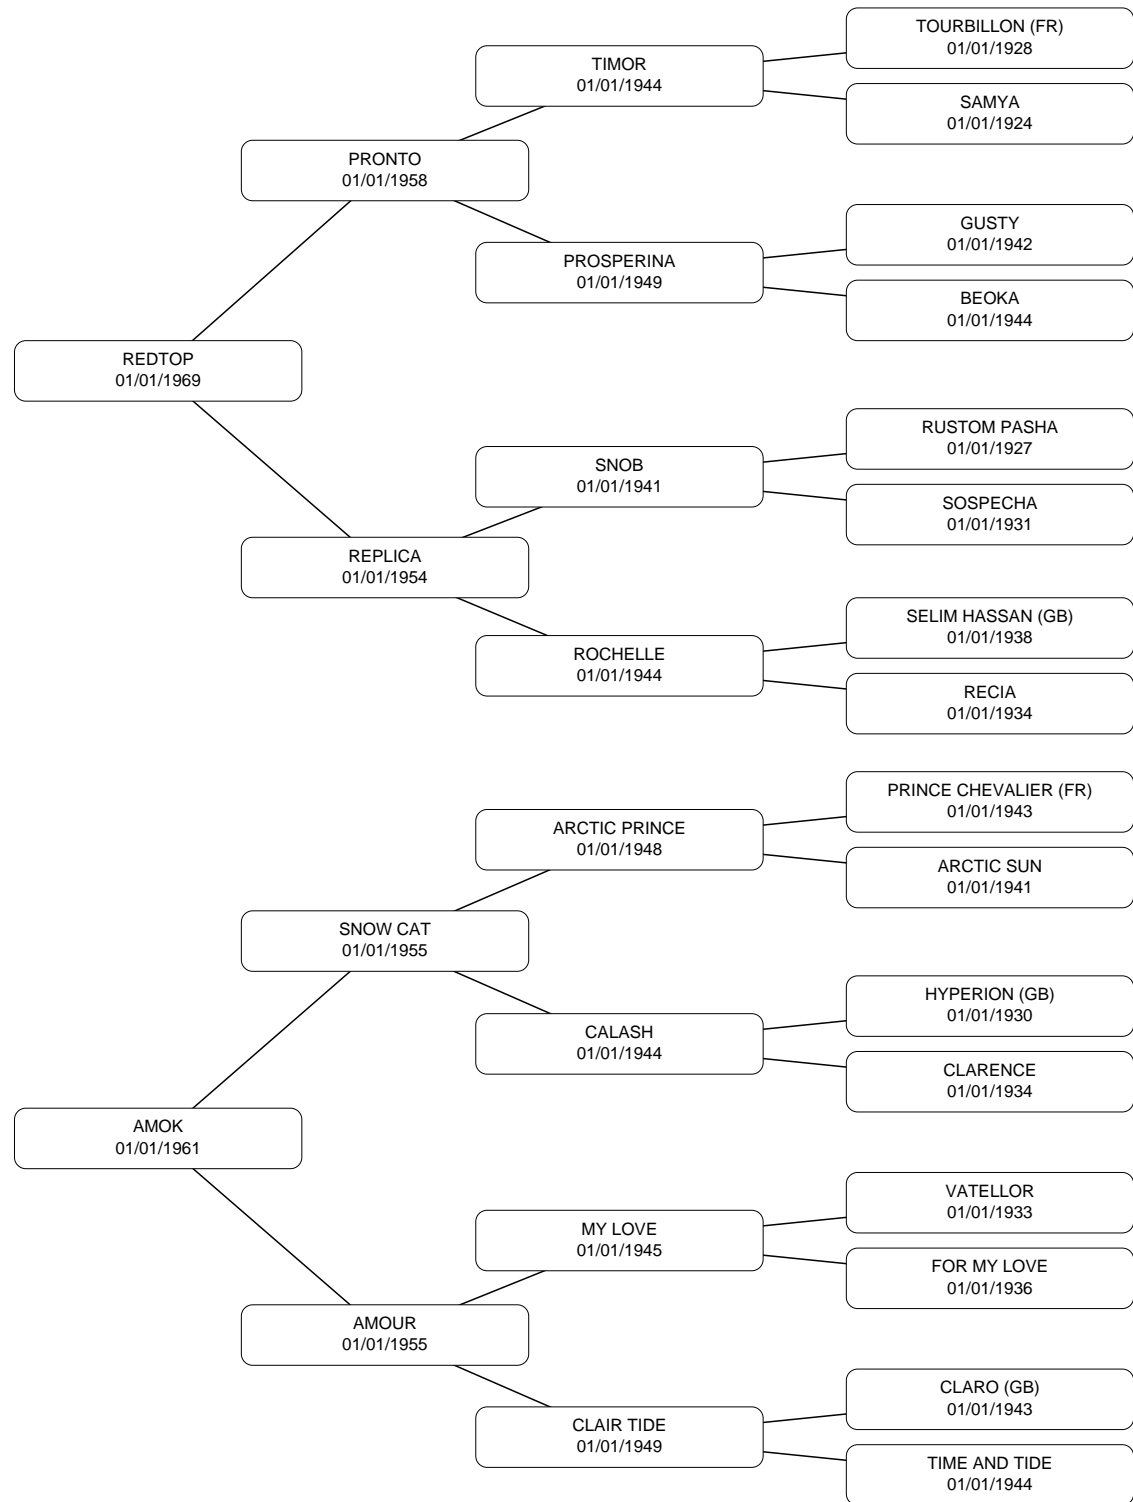 TOURBILLON (FR)
01/01/1928
TIMOR
01/01/1944
SAMYA
01/01/1924
PRONTO
01/01/1958
GUSTY
01/01/1942
PROSPERINA
01/01/1949
BEOKA
01/01/1944
REDTOP
01/01/1969
RUSTOM PASHA
01/01/1927
SNOB
01/01/1941
SOSPECHA
01/01/1931
REPLICA
01/01/1954
SELIM HASSAN (GB)
01/01/1938
ROCHELLE
01/01/1944
RECIA
01/01/1934
PRINCE CHEVALIER (FR)
01/01/1943
ARCTIC PRINCE
01/01/1948
ARCTIC SUN
01/01/1941
SNOW CAT
01/01/1955
HYPERION (GB)
01/01/1930
CALASH
01/01/1944
CLARENCE
01/01/1934
AMOK
01/01/1961
VATELLOR
01/01/1933
MY LOVE
01/01/1945
FOR MY LOVE
01/01/1936
AMOUR
01/01/1955
CLARO (GB)
01/01/1943
CLAIR TIDE
01/01/1949
TIME AND TIDE
01/01/1944